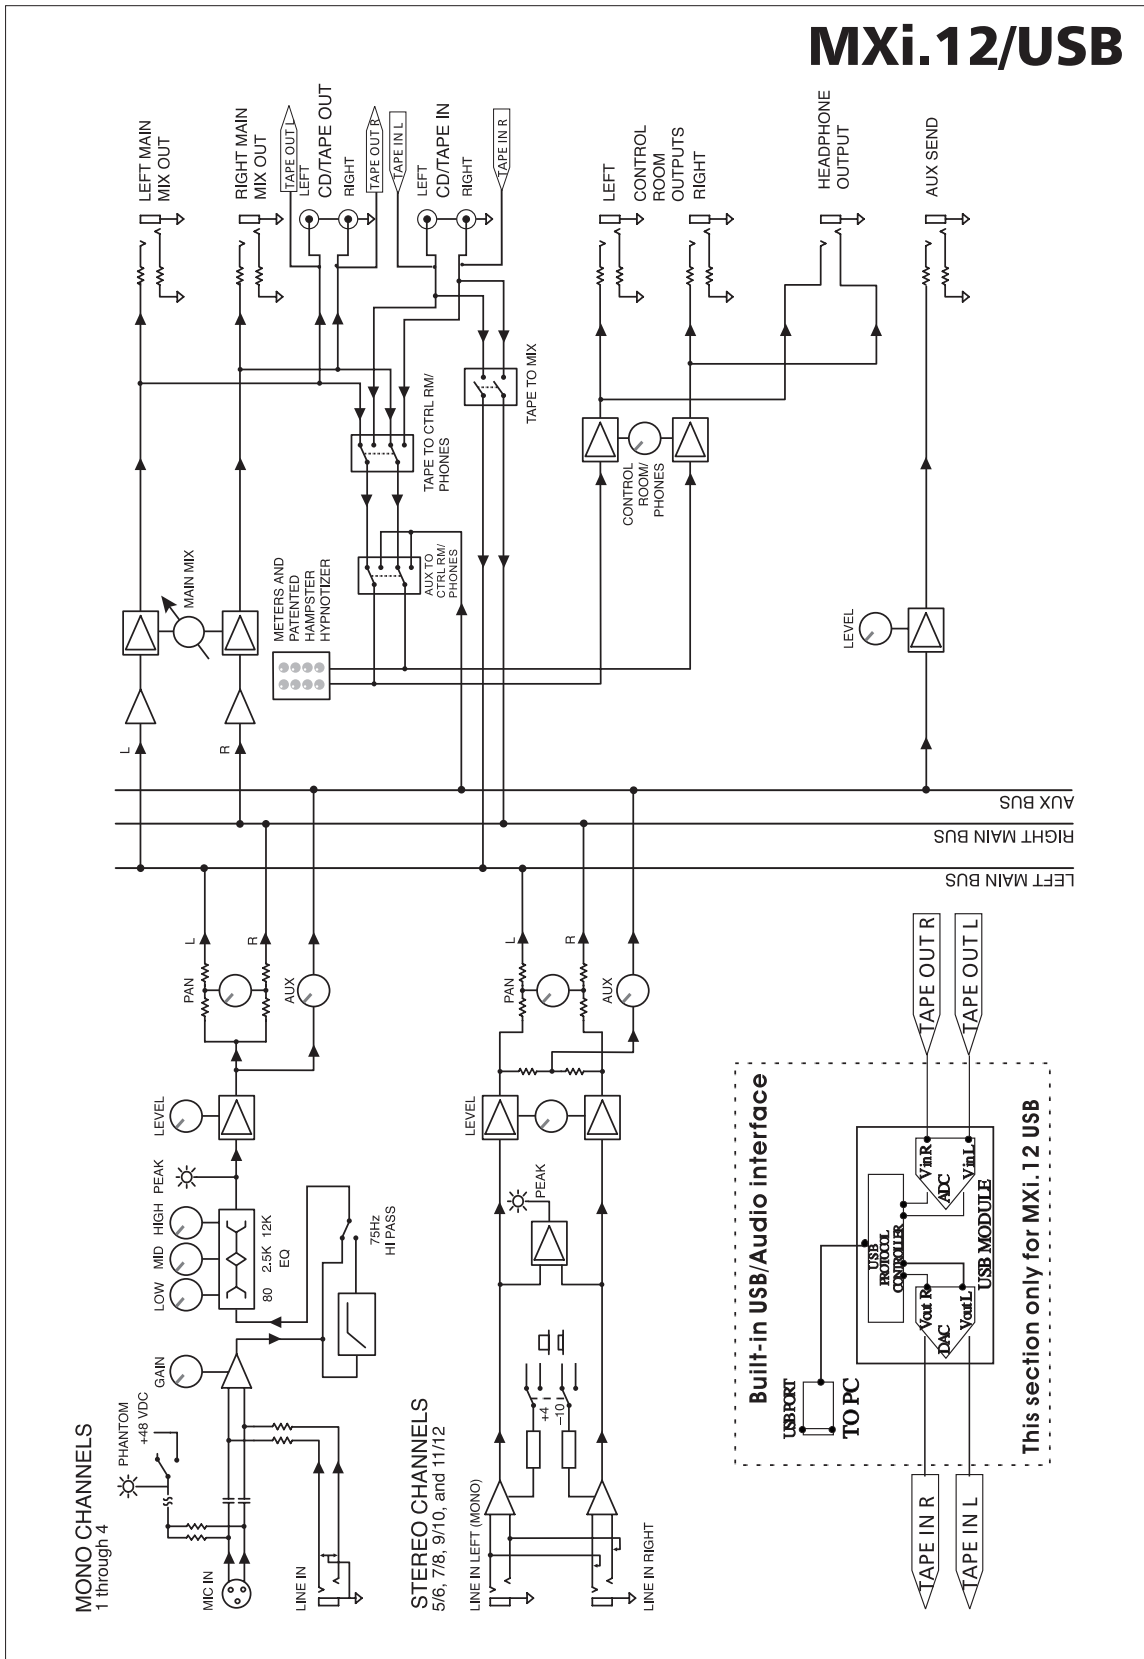 MXi.12/USB
LEFT MAIN
MIX OUT
RIGHT MAIN
MIX OUT
TAPE OUT L
LEFT
CD/TAPE OUT
RIGHT
TAPE OUT R
TAPE IN L
LEFT
CD/TAPE IN
RIGHT
TAPE IN R
LEFT
CONTROL
ROOM
OUTPUTS
RIGHT
HEADPHONE
OUTPUT
AUX SEND
TAPE TO CTRL RM/
PHONES
TAPE TO MIX
CONTROL
ROOM/
PHONES
AUX TO
CTRL RM/
PHONES
MAIN MIX
METERS AND
PATENTED
HAMPSTER
HYPNOTIZER
LEVEL
L
R
AUX BUS
RIGHT MAIN BUS
LEFT MAIN BUS
MONO CHANNELS
1 through 4
MIC IN
PHANTOM
+48 VDC
LINE IN
GAIN
LOW
MID
HIGH
80
2.5K
12K
EQ
75Hz
HI PASS
PEAK
LEVEL
PAN
L
R
AUX
STEREO CHANNELS
5/6, 7/8, 9/10, and 11/12
LINE IN LEFT (MONO)
LINE IN RIGHT
+4
–10
PEAK
LEVEL
PAN
L
R
AUX
Built-in USB/Audio interface
TAPE OUT R
TAPE OUT L
Vin R
ADC
Vin L
USB
PROTOCOL
CONTROLLER
USB MODULE
Vout R
DAC
Vout L
USB PORT
TO PC
This section only for MXi.12 USB
TAPE IN R
TAPE IN L